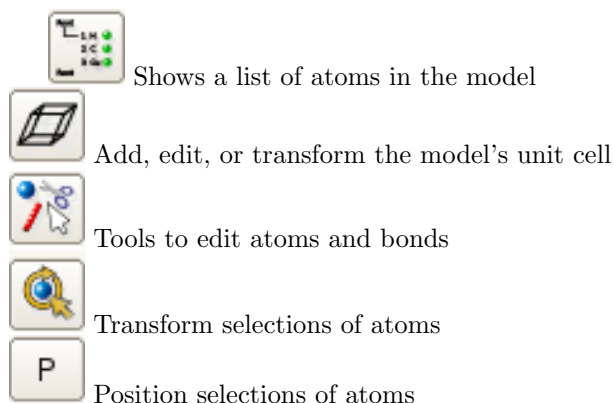 Shows a list of atoms in the model
Add, edit, or transform the model's unit cell
Tools to edit atoms and bonds
Transform selections of atoms
P
Position selections of atoms